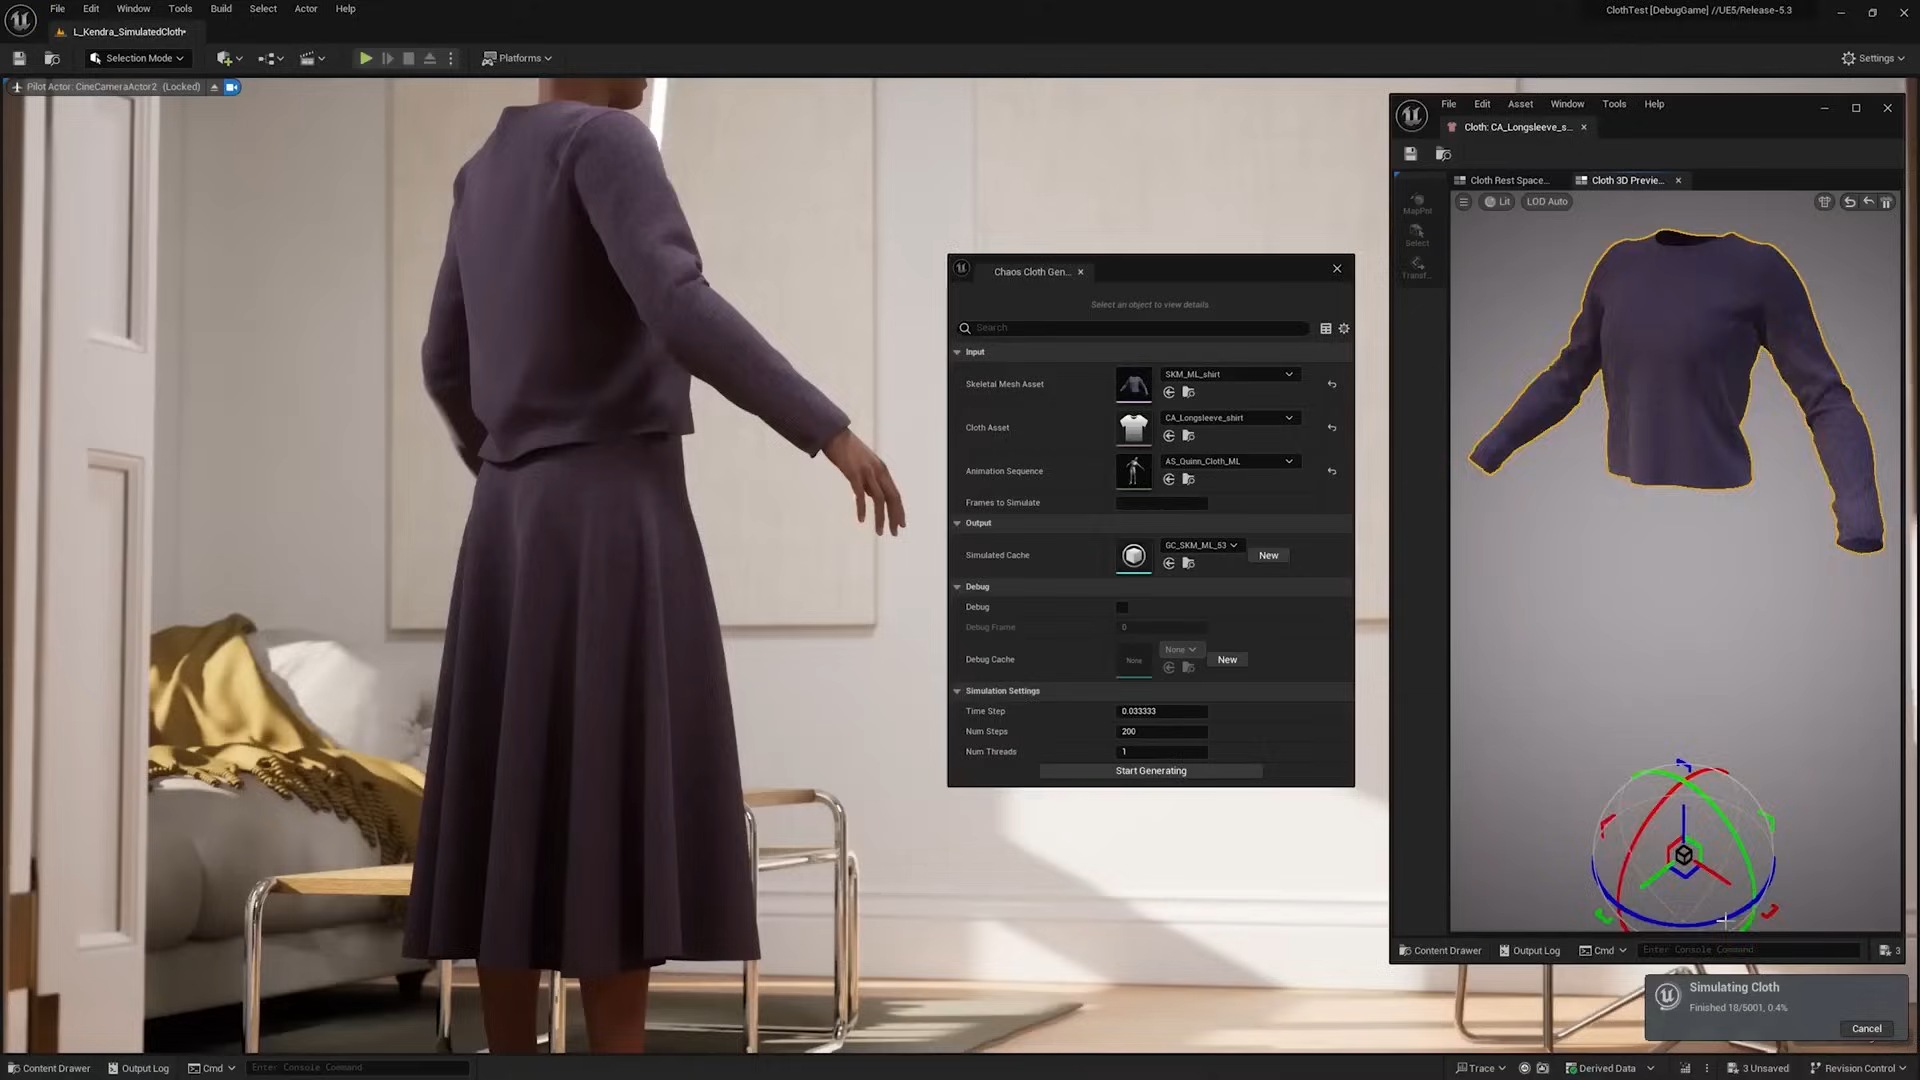 File Edit Window Tools Build Select Actor Help
ClothTest [DebugGame] //UE5/Release-5.3
L_Kendra_SimulatedCloth•
Selection Mode
Platforms
Settings
Pilot Actor: CineCameraActor2 (Locked)
File Edit Asset Window Tools Help
Cloth: CA_Longsleeve_s...
Cloth Rest Space...
Cloth 3D Previe...
Lit
LOD Auto
MapPnt
Select
Transf...
Chaos Cloth Gen...
Select an object to view details.
Search
Input
Skeletal Mesh Asset
SKM_ML_shirt
Cloth Asset
CA_Longsleeve_shirt
Animation Sequence
AS_Quinn_Cloth_ML
Frames to Simulate
Output
Simulated Cache
GC_SKM_ML_53
New
Debug
Debug
Debug Frame
0
Debug Cache
None
None
New
Simulation Settings
Time Step
0.033333
Num Steps
200
Num Threads
1
Start Generating
Content Drawer
Output Log
Cmd
Enter Console Command
3
Simulating Cloth
Finished 18/5001, 0.4%
Cancel
Content Drawer
Output Log
Cmd
Enter Console Command
Trace
Derived Data
3 Unsaved
Revision Control